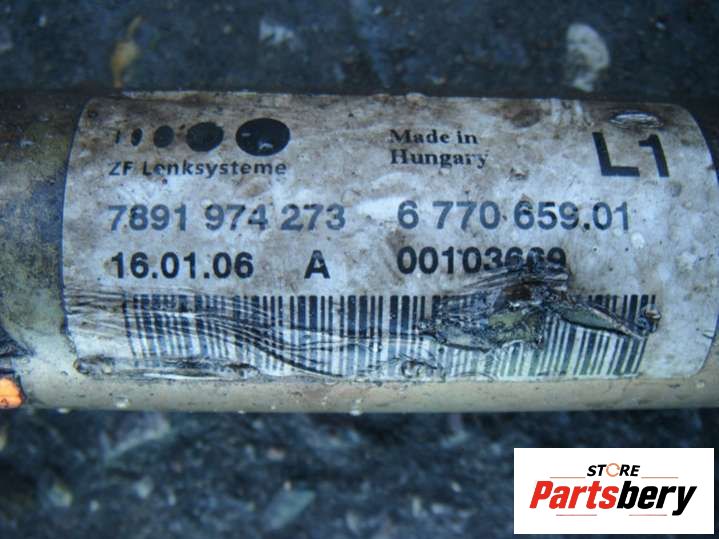 ZF Lenksysteme
Made in
Hungary
L1
7891 974 273 6 770 659.01
16.01.06 A
STORE
Partsbery